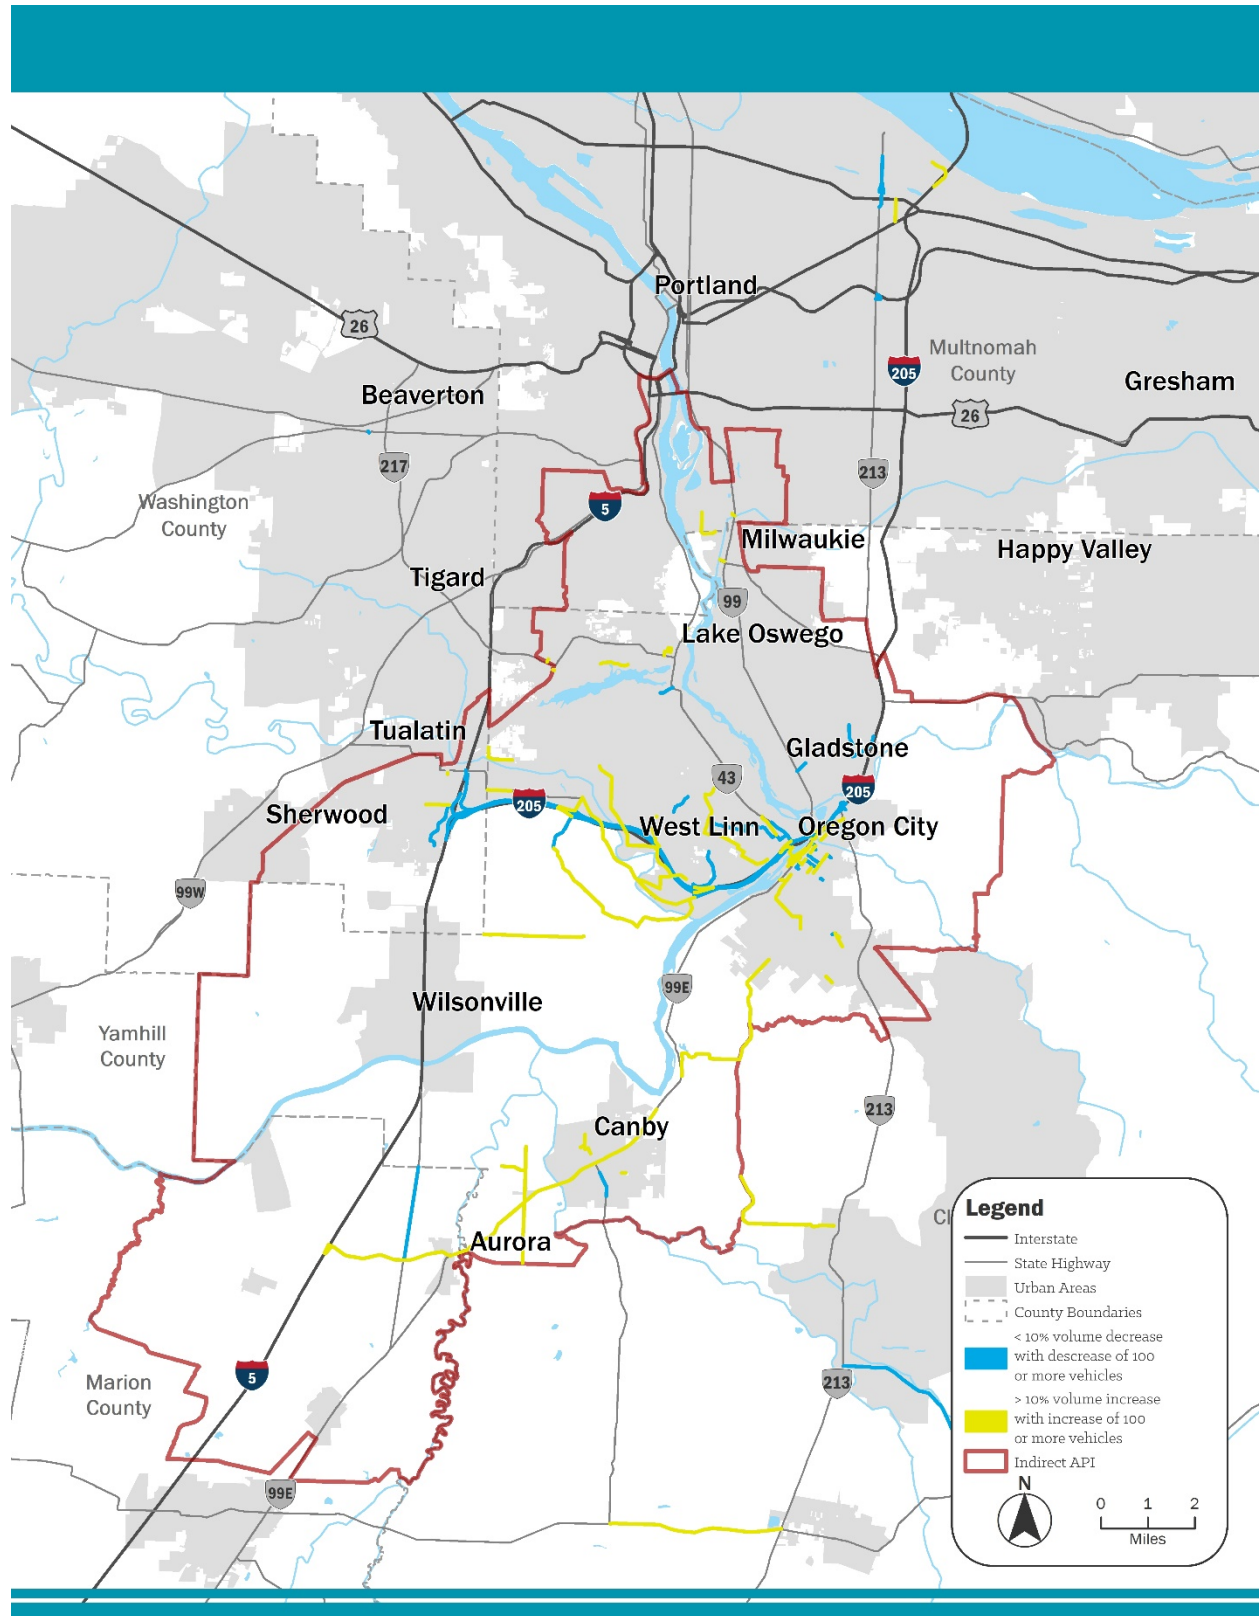 Portland
26
Multnomah
County
205
Gresham
Beaverton
26
217
213
Washington
County
5
Milwaukie
Happy Valley
Tigard
99
Lake Oswego
Tualatin
Gladstone
43
205
205
Sherwood
West Linn
Oregon City
99W
99E
Wilsonville
Yamhill
County
213
Canby
Aurora
Marion
County
5
213
99E
Cl
Legend
Interstate
State Highway
Urban Areas
County Boundaries
< 10% volume decrease
with descrease of 100
or more vehicles
> 10% volume increase
with increase of 100
or more vehicles
Indirect API
N
0 1 2
Miles